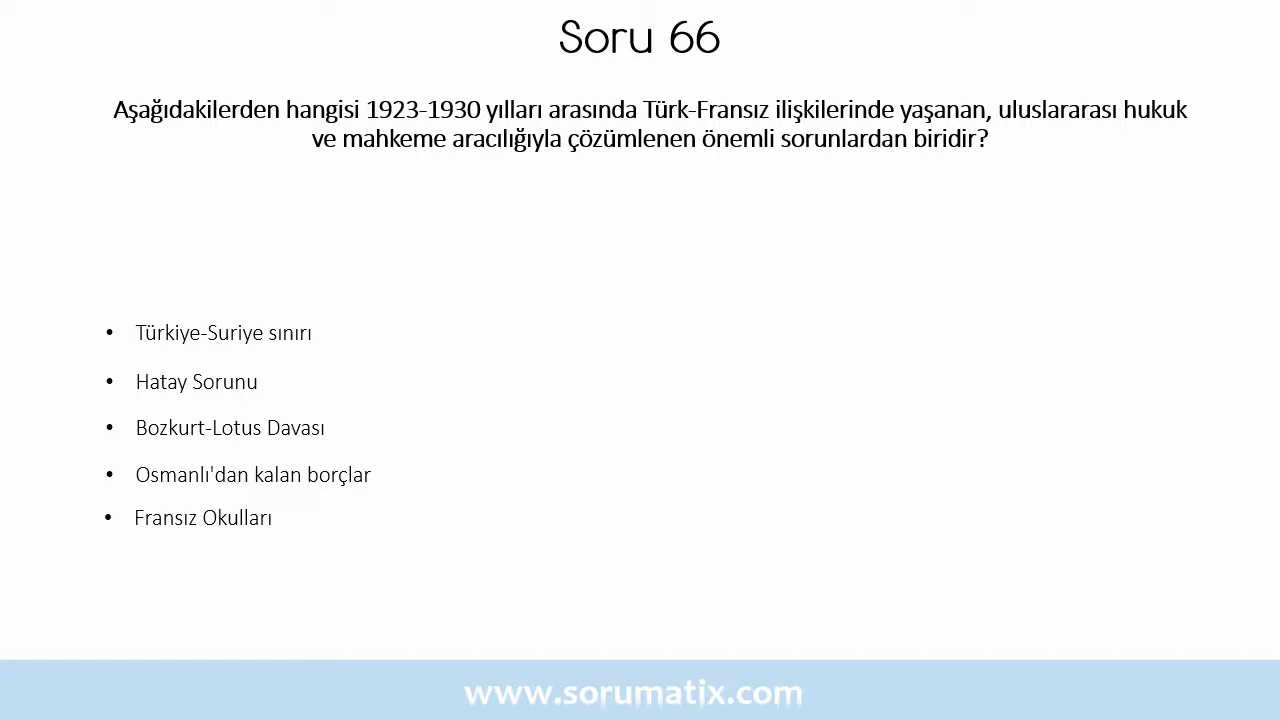 Soru 66
Aşağıdakilerden hangisi 1923-1930 yılları arasında Türk-Fransız ilişkilerinde yaşanan, uluslararası hukuk
ve mahkeme aracılığıyla çözümlenen önemli sorunlardan biridir?
• Türkiye-Suriye sınırı
• Hatay Sorunu
• Bozkurt-Lotus Davası
• Osmanlı'dan kalan borçlar
• Fransız Okulları
www.sorumatix.com